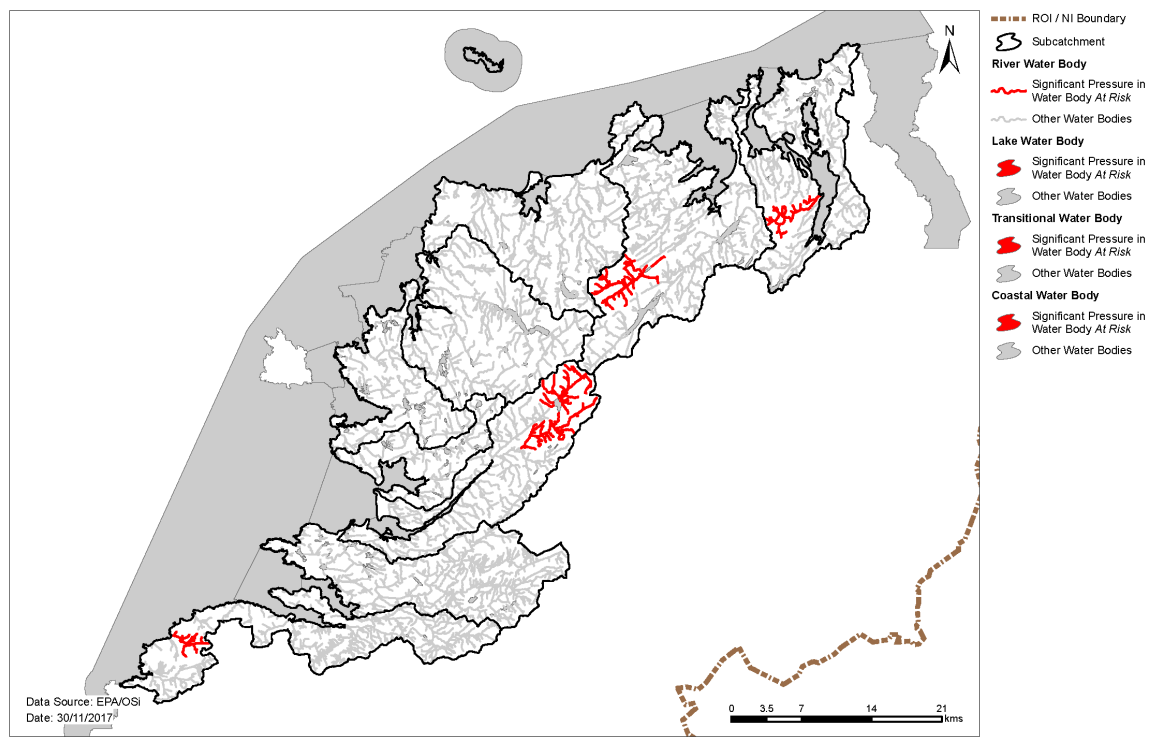 N
ROI / NI Boundary
Subcatchment
River Water Body
Significant Pressure in
Water Body At Risk
Other Water Bodies
Lake Water Body
Significant Pressure in
Water Body At Risk
Other Water Bodies
Transitional Water Body
Significant Pressure in
Water Body At Risk
Other Water Bodies
Coastal Water Body
Significant Pressure in
Water Body At Risk
Other Water Bodies
Data Source: EPA/OSi
Date: 30/11/2017
0 3.5 7 14 21
kms